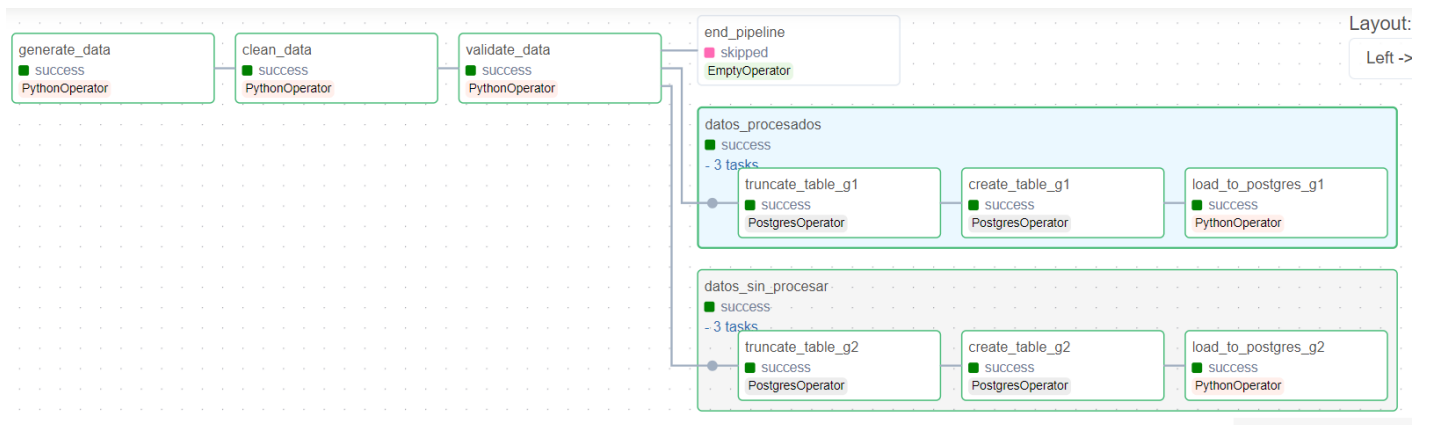 generate_data
success
PythonOperator
clean_data
success
PythonOperator
validate_data
success
PythonOperator
end_pipeline
skipped
EmptyOperator
Layout:
Left ->
datos_procesados
success
- 3 tasks
truncate_table_g1
success
PostgresOperator
create_table_g1
success
PostgresOperator
load_to_postgres_g1
success
PythonOperator
datos_sin_procesar
success
- 3 tasks
truncate_table_g2
success
PostgresOperator
create_table_g2
success
PostgresOperator
load_to_postgres_g2
success
PythonOperator